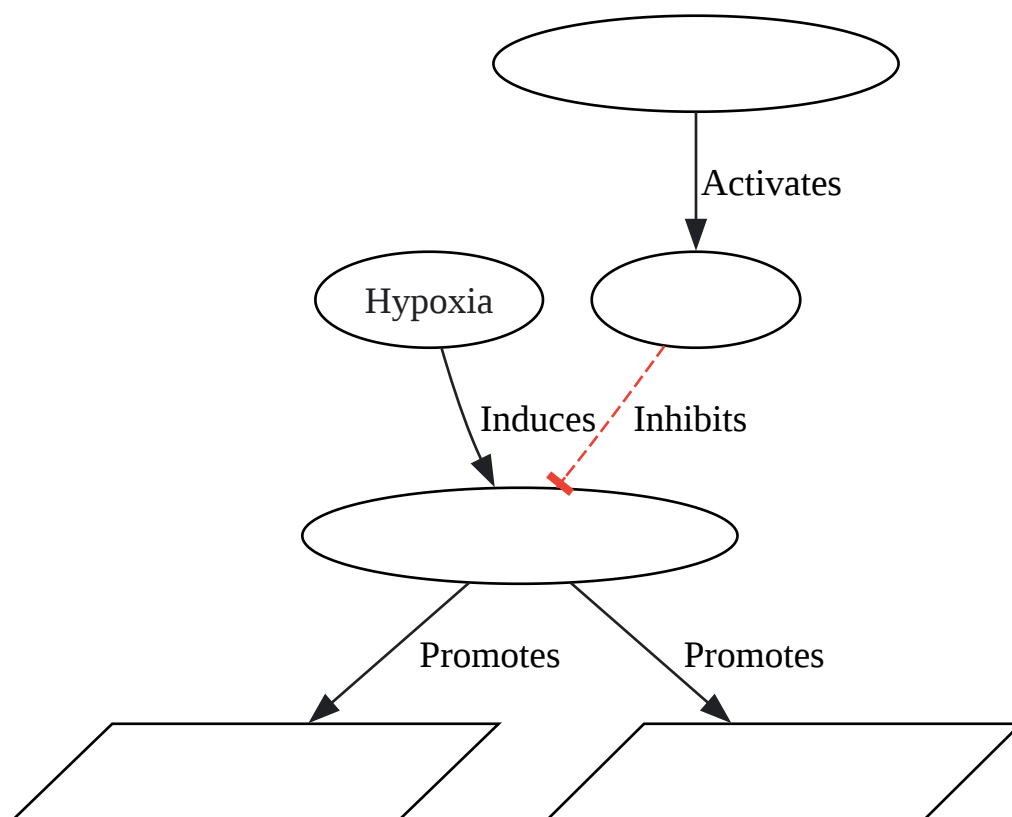 Activates
Hypoxia
Induces
Inhibits
Promotes
Promotes